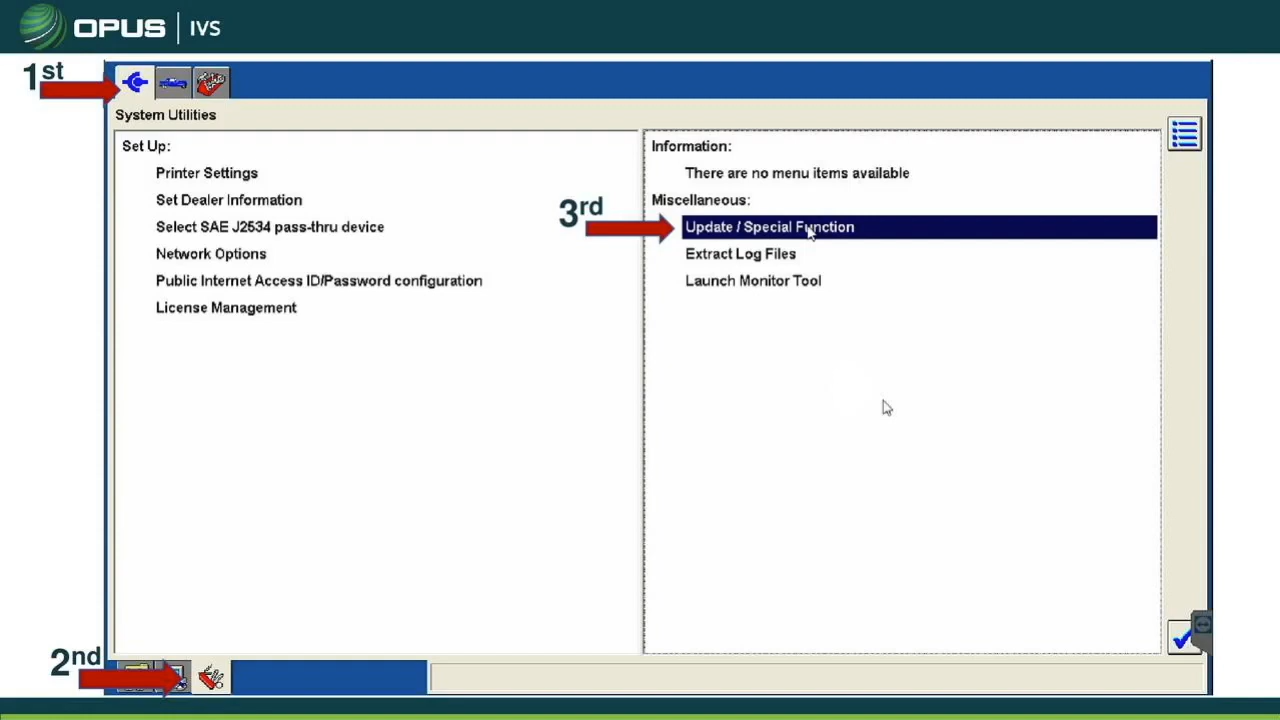 OPUS | IVS
1st
System Utilities
Set Up:
Printer Settings
Set Dealer Information
Select SAE J2534 pass-thru device
Network Options
Public Internet Access ID/Password configuration
License Management
Information:
There are no menu items available
Miscellaneous:
3rd
Update / Special Function
Extract Log Files
Launch Monitor Tool
2nd